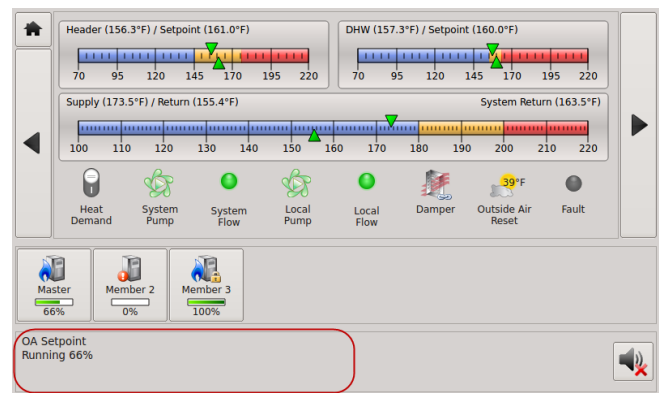 Header (156.3°F) / Setpoint (161.0°F)
70 95 120 145 170 195 220
DHW (157.3°F) / Setpoint (160.0°F)
70 95 120 145 170 195 220
Supply (173.5°F) / Return (155.4°F) System Return (163.5°F)
100 110 120 130 140 150 160 170 180 190 200 210 220
39°F
Heat
Demand
System
Pump
System
Flow
Local
Pump
Local
Flow
Damper
Outside Air
Reset
Fault
Master
66%
Member 2
0%
Member 3
100%
OA Setpoint
Running 66%